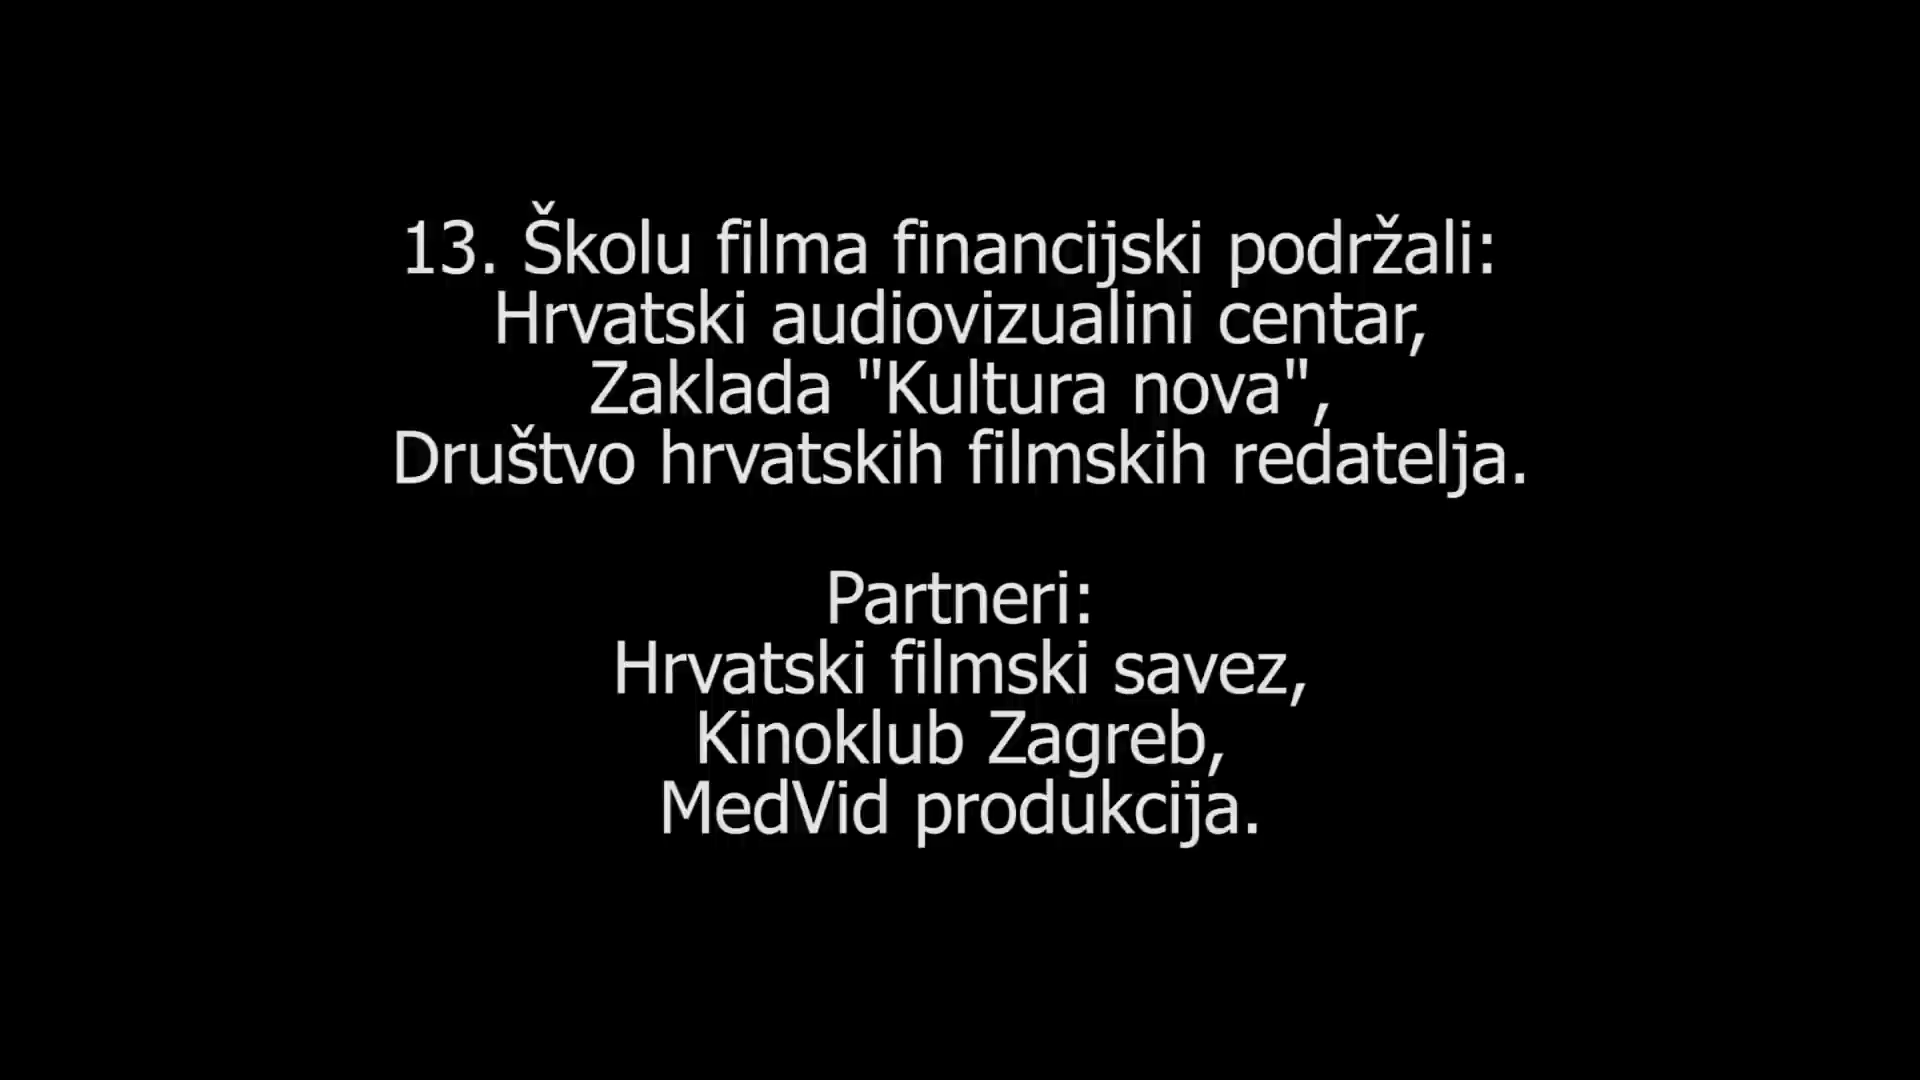 13. Školu filma financijski podržali:
Hrvatski audiovizualini centar,
Zaklada "Kultura nova",
Društvo hrvatskih filmskih redatelja.
Partneri:
Hrvatski filmski savez,
Kinoklub Zagreb,
MedVid produkcija.